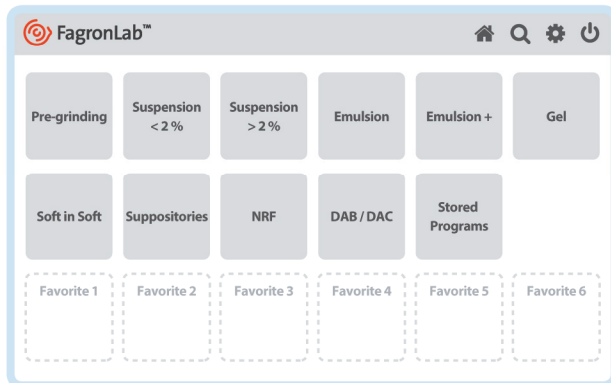 FagronLab™
Pre-grinding
Suspension
< 2 %
Suspension
> 2 %
Emulsion
Emulsion +
Gel
Soft in Soft
Suppositories
NRF
DAB / DAC
Stored
Programs
Favorite 1
Favorite 2
Favorite 3
Favorite 4
Favorite 5
Favorite 6